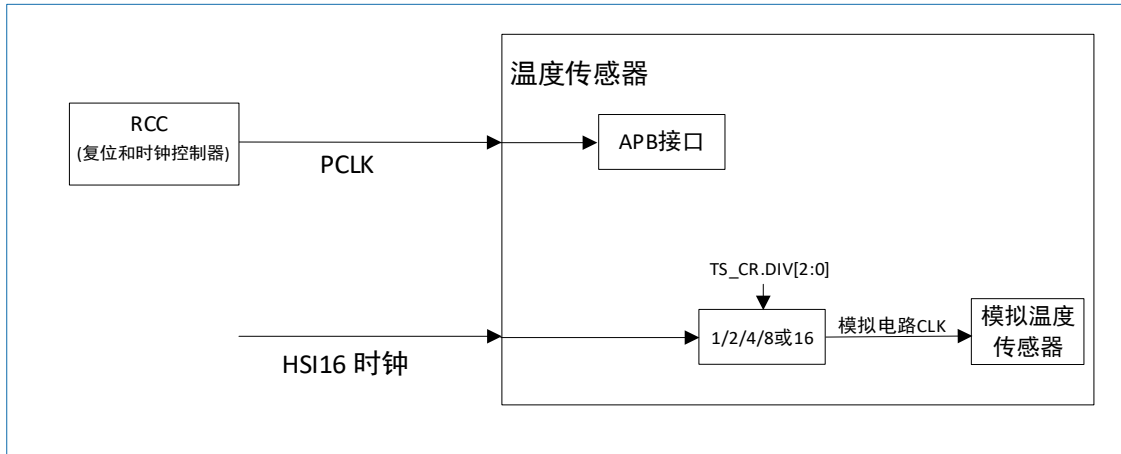 温度传感器
RCC
(复位和时钟控制器)
PCLK
APB接口
TS_CR.DIV[2:0]
HSI16 时钟
1/2/4/8或16
模拟电路CLK
模拟温度
传感器